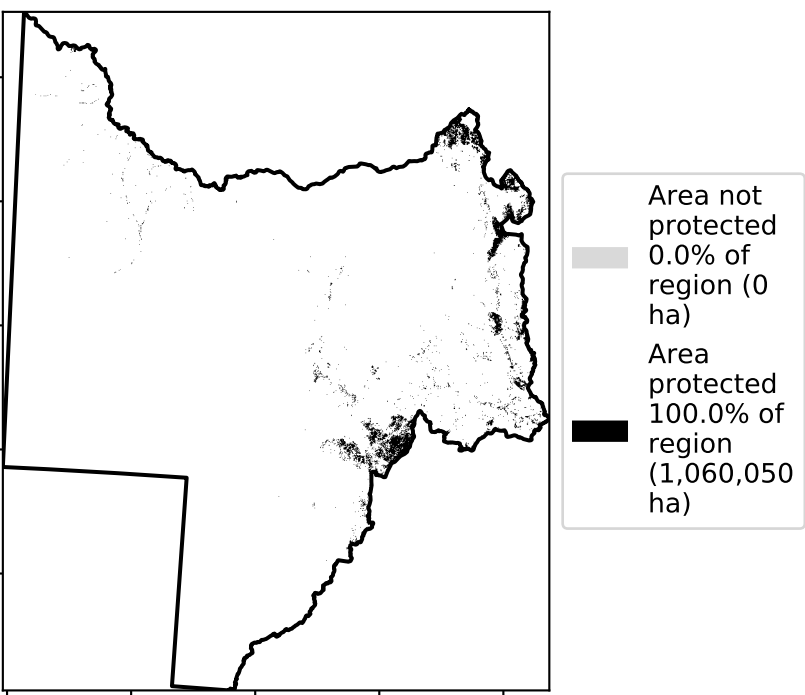 Area not
protected
0.0% of
region (0
ha)
Area
protected
100.0% of
region
(1,060,050
ha)